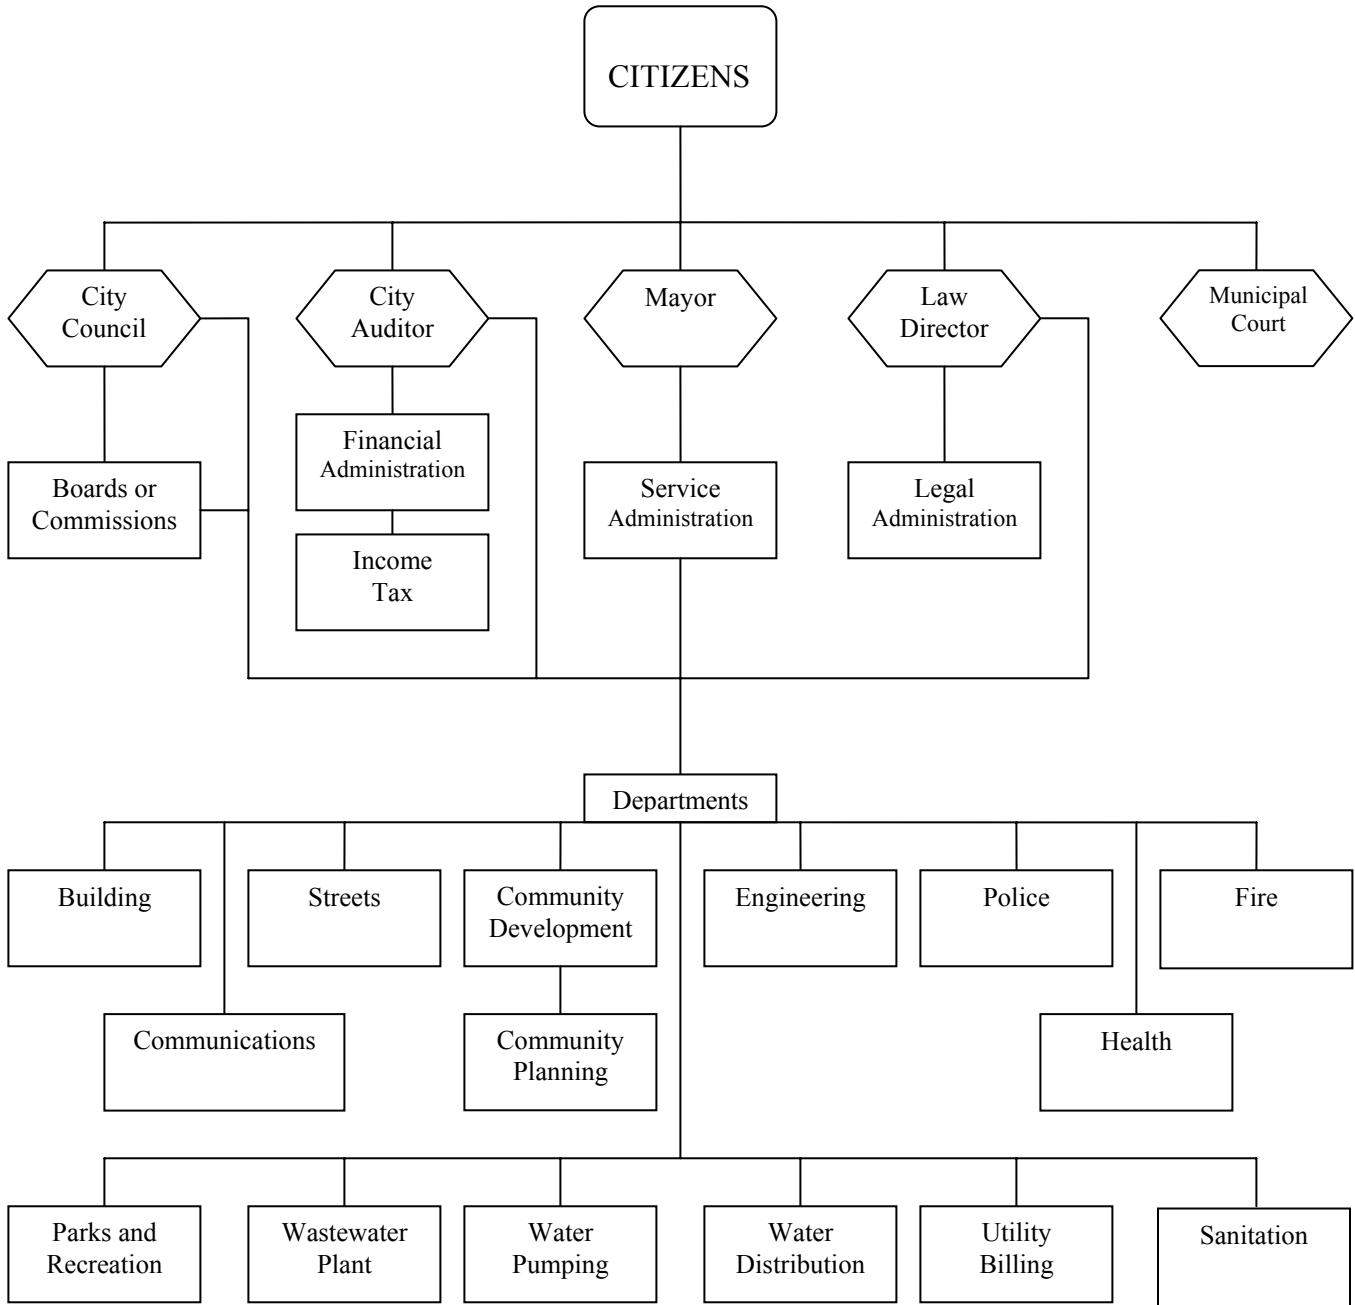 CITIZENS
City
Council
City
Auditor
Mayor
Law
Director
Municipal
Court
Boards or
Commissions
Financial
Administration
Income
Tax
Service
Administration
Legal
Administration
Departments
Building
Streets
Community
Development
Engineering
Police
Fire
Communications
Community
Planning
Health
Parks and
Recreation
Wastewater
Plant
Water
Pumping
Water
Distribution
Utility
Billing
Sanitation